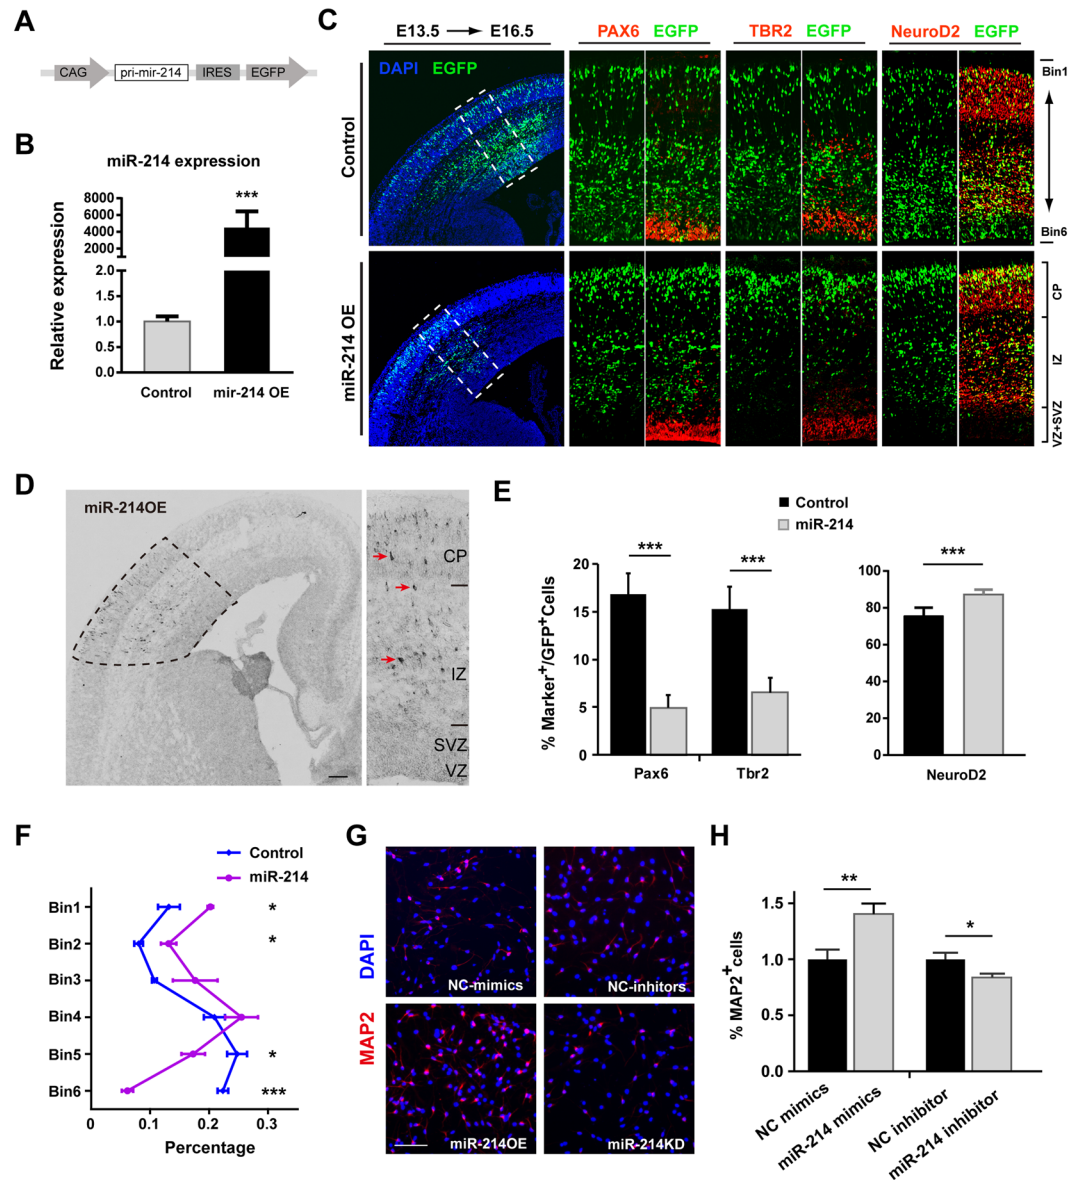 A
CAG
pri-mir-214
IRES
EGFP
B
miR-214 expression
Relative expression
8000
6000
4000
2000
2.0
1.5
1.0
0.5
0.0
***
Control
mir-214 OE
C
E13.5
E16.5
PAX6 EGFP
TBR2 EGFP
NeuroD2 EGFP
DAPI EGFP
Control
miR-214 OE
Bin1
Bin6
CP
IZ
VZ+SVZ
D
miR-214OE
CP
IZ
SVZ
VZ
E
Control
miR-214
% Marker+/GFP+Cells
20
15
10
5
0
***
***
Pax6
Tbr2
100
80
60
40
20
0
***
NeuroD2
F
Control
miR-214
Bin1
*
Bin2
*
Bin3
Bin4
Bin5
*
Bin6
***
0
0.1
0.2
0.3
Percentage
G
DAPI
MAP2
NC-mimics
NC-inhitors
miR-214OE
miR-214KD
H
% MAP2+cells
1.5
1.0
0.5
0.0
**
*
NC mimics
miR-214 mimics
NC inhibitor
miR-214 inhibitor